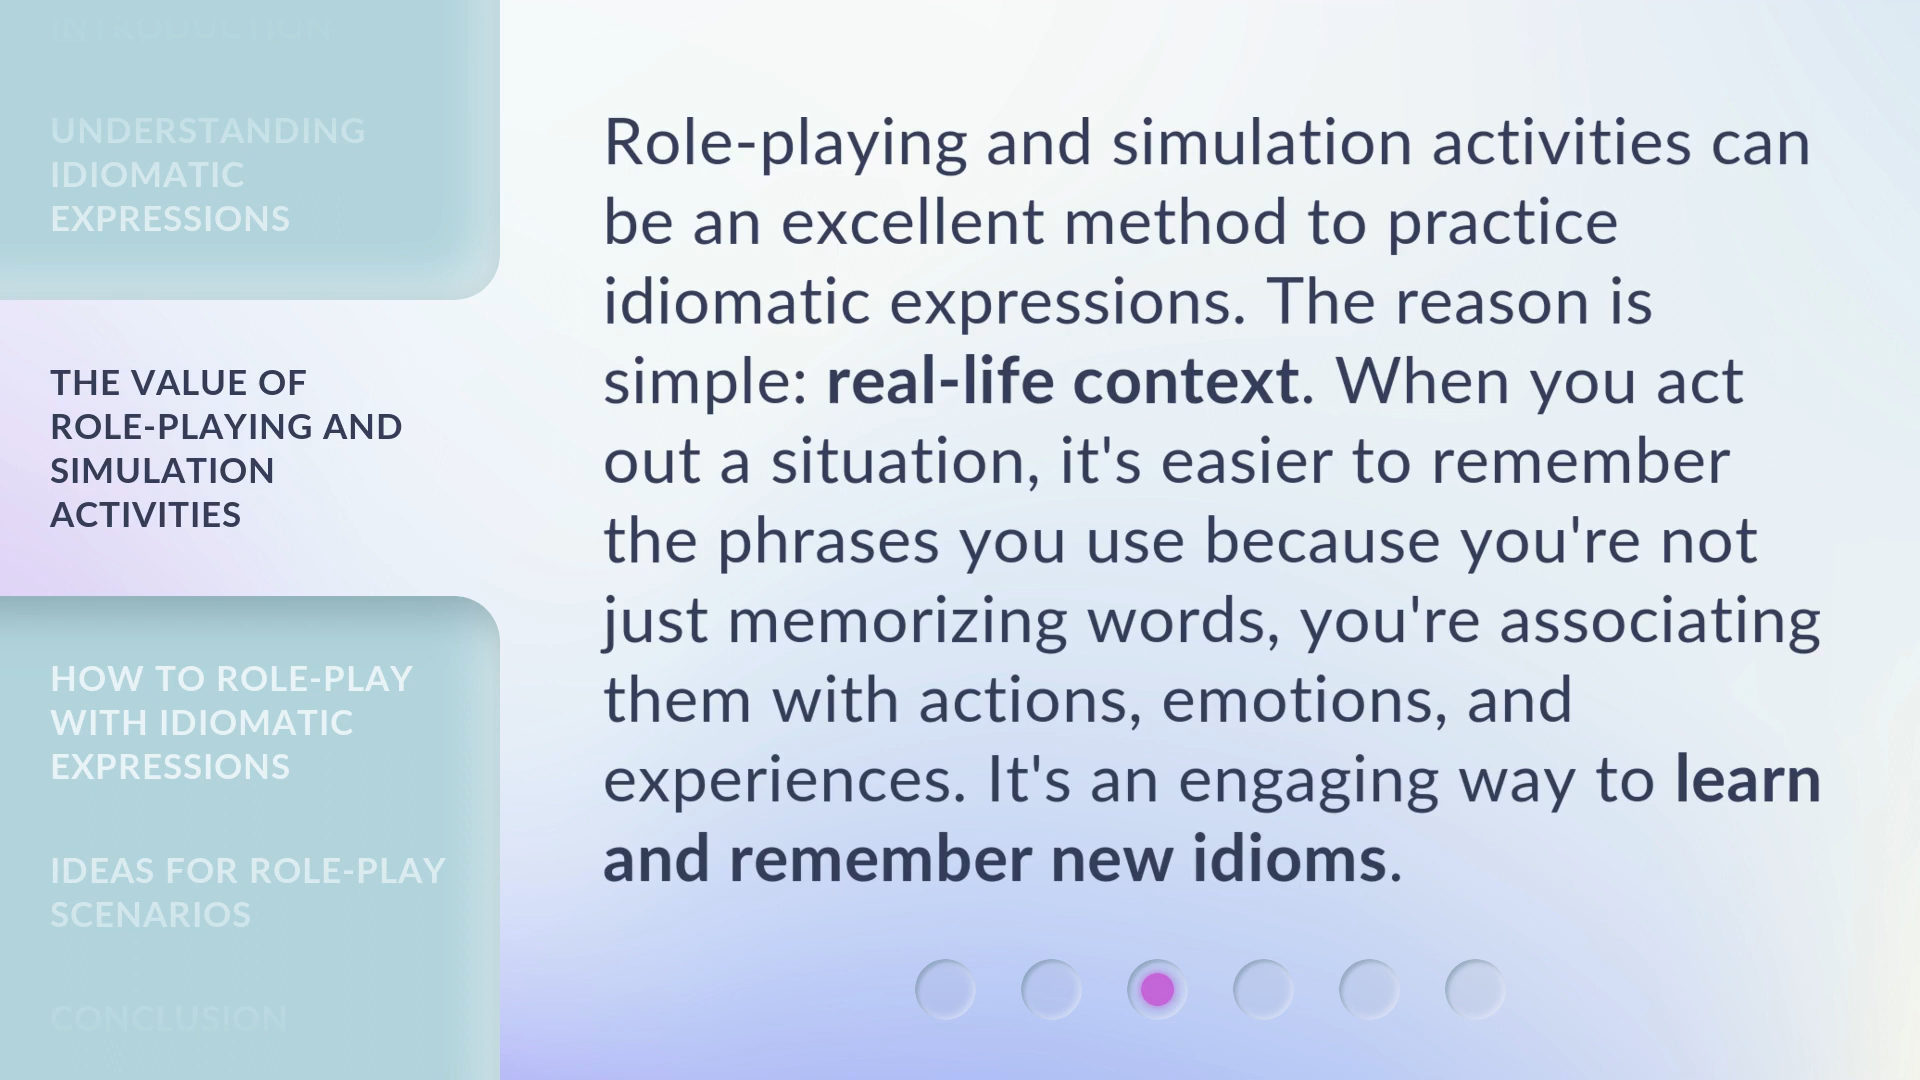 INTRODUCTION
UNDERSTANDING
IDIOMATIC
EXPRESSIONS
THE VALUE OF
ROLE-PLAYING AND
SIMULATION
ACTIVITIES
HOW TO ROLE-PLAY
WITH IDIOMATIC
EXPRESSIONS
IDEAS FOR ROLE-PLAY
SCENARIOS
CONCLUSION
Role-playing and simulation activities can
be an excellent method to practice
idiomatic expressions. The reason is
simple: real-life context. When you act
out a situation, it's easier to remember
the phrases you use because you're not
just memorizing words, you're associating
them with actions, emotions, and
experiences. It's an engaging way to learn
and remember new idioms.